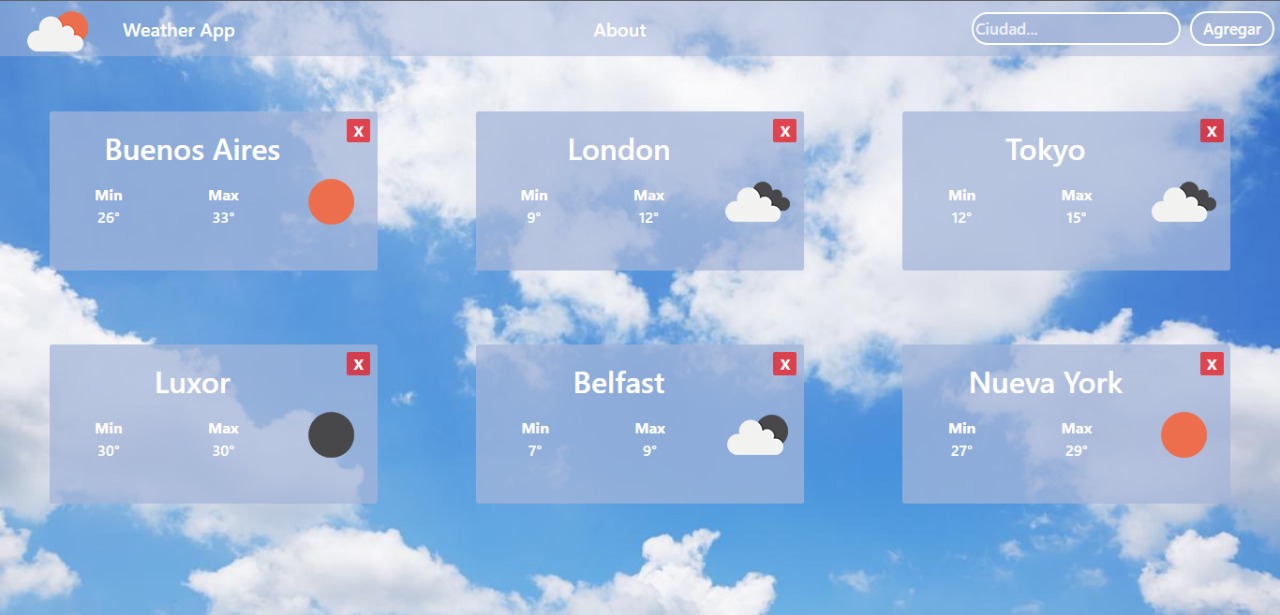 Weather App
About
Ciudad...
Agregar
X
Buenos Aires
Min Max
26° 33°
X
London
Min Max
9° 12°
X
Tokyo
Min Max
12° 15°
X
Luxor
Min Max
30° 30°
X
Belfast
Min Max
7° 9°
X
Nueva York
Min Max
27° 29°